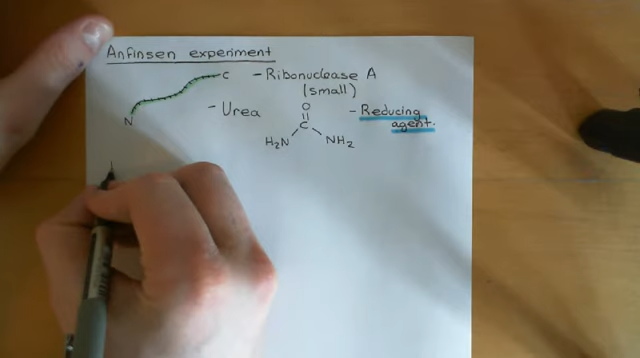 Anfinsen experiment
C
- Ribonuclease A
(small)
N
- Urea
O
C
H₂N
NH₂
- Reducing
agent.